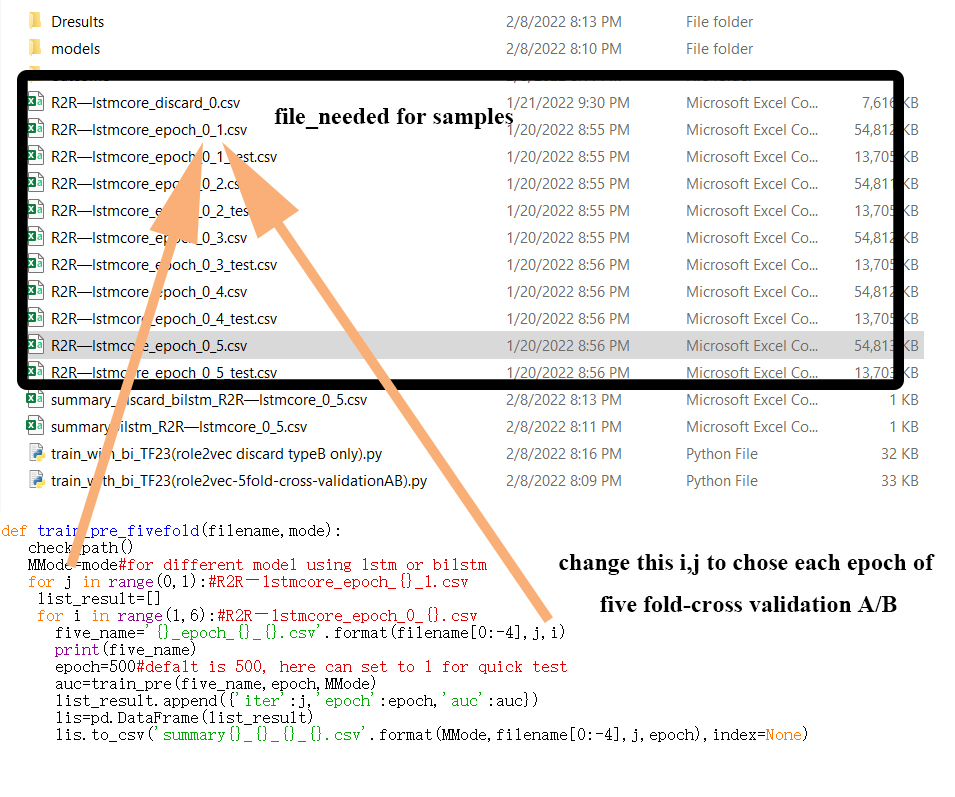 Dresults 2/8/2022 8:13 PM File folder
models 2/8/2022 8:10 PM File folder
R2R—lstmcore_discard_0.csv 1/21/2022 9:30 PM Microsoft Excel Co... 7,616 KB
file_needed for samples
R2R—lstmcore_epoch_0_1.csv 1/20/2022 8:55 PM Microsoft Excel Co... 54,812 KB
R2R—lstmcore_epoch_0_1_test.csv 1/20/2022 8:55 PM Microsoft Excel Co... 13,705 KB
R2R—lstmcore_epoch_0_2.csv 1/20/2022 8:55 PM Microsoft Excel Co... 54,811 KB
R2R—lstmcore_epoch_0_2_test 1/20/2022 8:55 PM Microsoft Excel Co... 13,705 KB
R2R—lstmcore_epoch_0_3.csv 1/20/2022 8:55 PM Microsoft Excel Co... 54,812 KB
R2R—lstmcore_epoch_0_3_test.csv 1/20/2022 8:56 PM Microsoft Excel Co... 13,705 KB
R2R—lstmcore_epoch_0_4.csv 1/20/2022 8:56 PM Microsoft Excel Co... 54,812 KB
R2R—lstmcore_epoch_0_4_test.csv 1/20/2022 8:56 PM Microsoft Excel Co... 13,705 KB
R2R—lstmcore_epoch_0_5.csv 1/20/2022 8:56 PM Microsoft Excel Co... 54,813 KB
R2R—lstmcore_epoch_0_5_test.csv 1/20/2022 8:56 PM Microsoft Excel Co... 13,703 KB
summary_discard_bilstm_R2R—lstmcore_0_5.csv 2/8/2022 8:13 PM Microsoft Excel Co... 1 KB
summarybilstm_R2R—lstmcore_0_5.csv 2/8/2022 8:11 PM Microsoft Excel Co... 1 KB
train_with_bi_TF23(role2vec discard typeB only).py 2/8/2022 8:16 PM Python File 32 KB
train_with_bi_TF23(role2vec-5fold-cross-validationAB).py 2/8/2022 8:09 PM Python File 33 KB
def train_pre_fivefold(filename,mode):
check_path()
MMode=mode#for different model using lstm or bilstm
for j in range(0,1):#R2R—lstmcore_epoch_{}_1.csv
list_result=[]
for i in range(1,6):#R2R—lstmcore_epoch_0_{}.csv
five_name='{}_epoch_{}_{}.csv'.format(filename[0:-4],j,i)
print(five_name)
epoch=500#defalt is 500, here can set to 1 for quick test
auc=train_pre(five_name,epoch,MMode)
list_result.append({'iter':j,'epoch':epoch,'auc':auc})
lis=pd.DataFrame(list_result)
lis.to_csv('summary{}_{}_{}_{}.csv'.format(MMode,filename[0:-4],j,epoch),index=None)
change this i,j to chose each epoch of
five fold-cross validation A/B